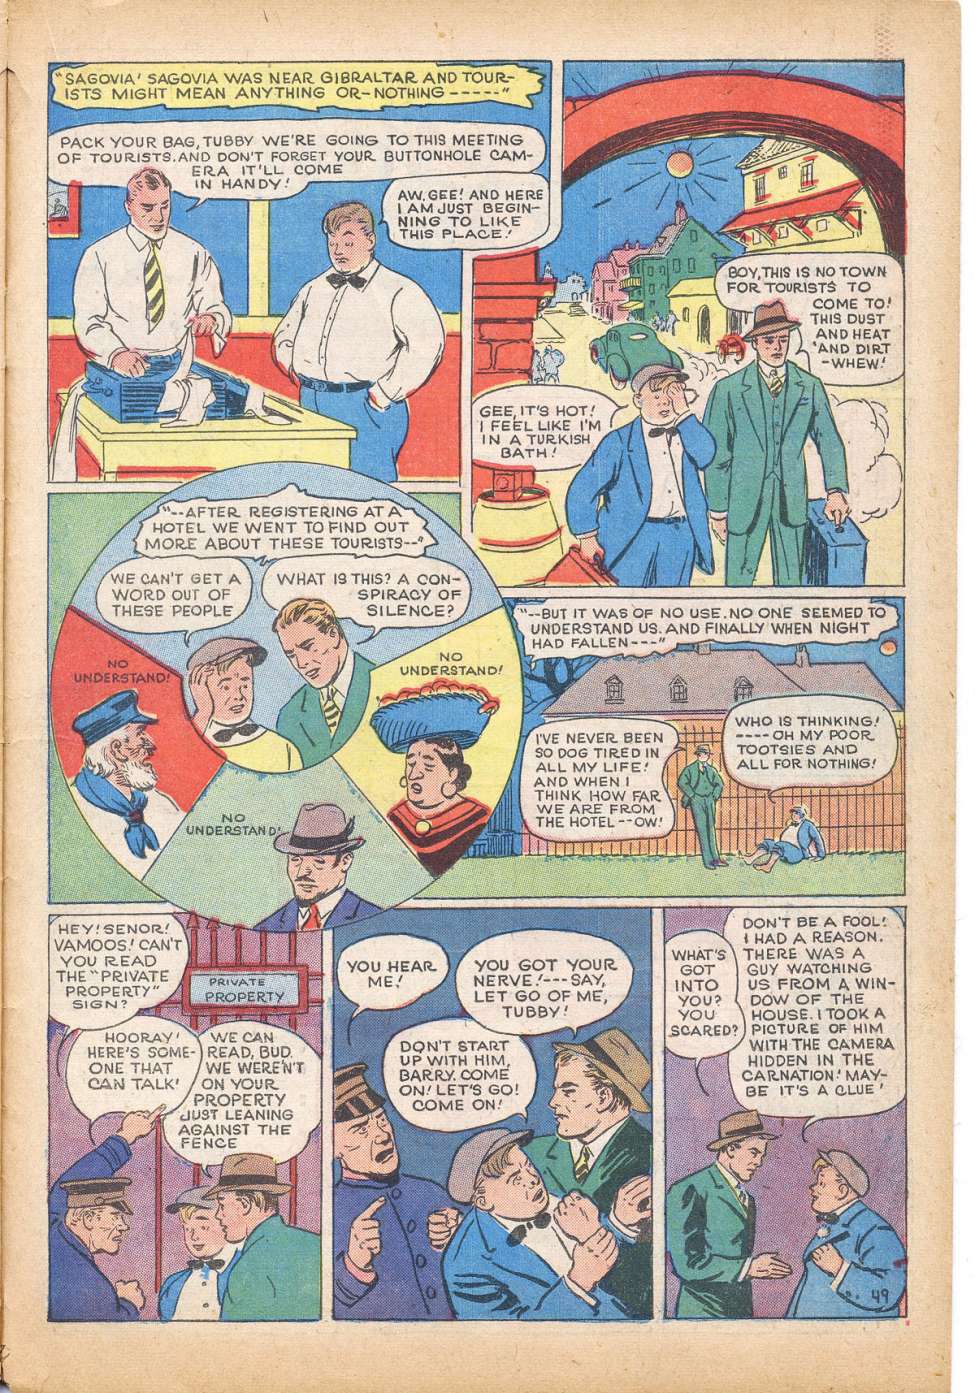 "SAGOVIA' SAGOVIA WAS NEAR GIBRALTAR AND TOUR-
ISTS MIGHT MEAN ANYTHING OR-NOTHING -----"
PACK YOUR BAG, TUBBY WE'RE GOING TO THIS MEETING
OF TOURISTS. AND DON'T FORGET YOUR BUTTONHOLE CAM-
ERA IT'LL COME
IN HANDY!
AW, GEE! AND HERE
I AM JUST BEGIN-
NING TO LIKE
THIS PLACE!
BOY, THIS IS NO TOWN
FOR TOURISTS TO
COME TO!
THIS DUST
AND HEAT
'AND DIRT
-WHEW!
GEE, IT'S HOT!
I FEEL LIKE I'M
IN A TURKISH
BATH!
"--AFTER REGISTERING AT A
HOTEL WE WENT TO FIND OUT
MORE ABOUT THESE TOURISTS--"
WE CAN'T GET A
WORD OUT OF
THESE PEOPLE
WHAT IS THIS? A CON-
SPIRACY OF
SILENCE?
NO
UNDERSTAND!
NO
UNDERSTAND!
NO
UNDERSTAND!
"--BUT IT WAS OF NO USE. NO ONE SEEMED TO
UNDERSTAND US. AND FINALLY WHEN NIGHT
HAD FALLEN---"
I'VE NEVER BEEN
SO DOG TIRED IN
ALL MY LIFE!
AND WHEN I
THINK HOW FAR
WE ARE FROM
THE HOTEL--OW!
WHO IS THINKING!
----OH MY POOR
TOOTSIES AND
ALL FOR NOTHING!
HEY! SENOR!
VAMOOS! CAN'T
YOU READ
THE "PRIVATE
PROPERTY"
SIGN?
PRIVATE
PROPERTY
HOORAY!
HERE'S SOME-
ONE THAT
CAN TALK!
WE CAN
READ, BUD.
WE WEREN'T
ON YOUR
PROPERTY
JUST LEANING
AGAINST THE
FENCE
YOU HEAR
ME!
YOU GOT YOUR
NERVE!---SAY,
LET GO OF ME,
TUBBY!
DON'T START
UP WITH HIM,
BARRY. COME
ON! LET'S GO!
COME ON!
WHAT'S
GOT
INTO
YOU?
YOU
SCARED?
DON'T BE A FOOL!
I HAD A REASON.
THERE WAS A
GUY WATCHING
US FROM A WIN-
DOW OF THE
HOUSE. I TOOK A
PICTURE OF HIM
WITH THE CAMERA
HIDDEN IN THE
CARNATION! MAY-
BE IT'S A CLUE'
49